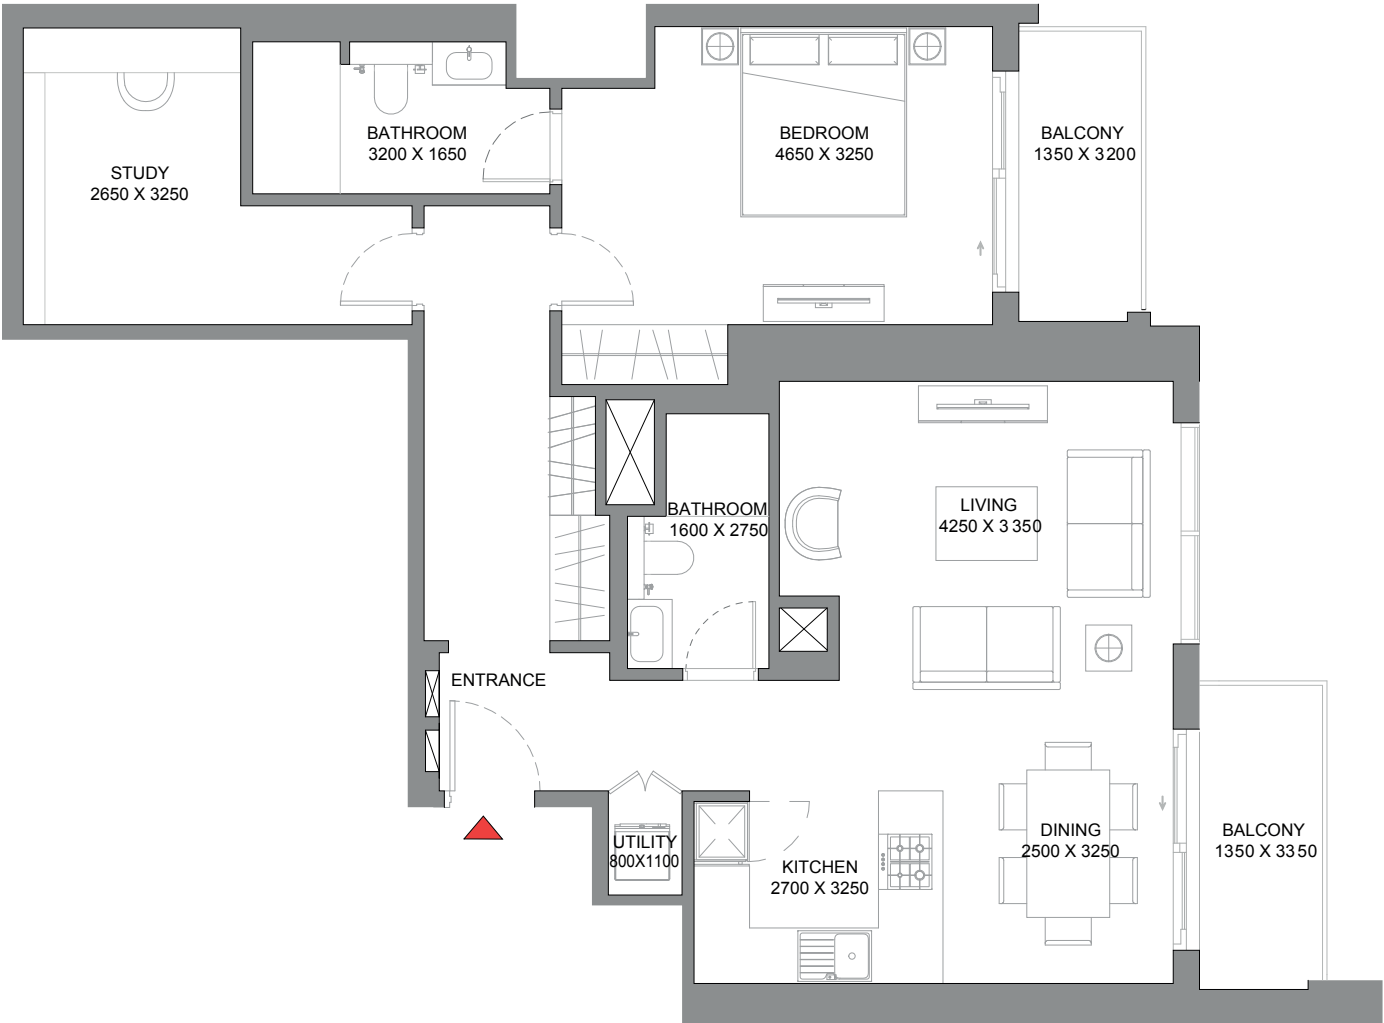 BATHROOM
3200 X 1650
BEDROOM
4650 X 3250
BALCONY
1350 X 3200
STUDY
2650 X 3250
BATHROOM
1600 X 2750
LIVING
4250 X 3350
ENTRANCE
UTILITY
800X1100
KITCHEN
2700 X 3250
DINING
2500 X 3250
BALCONY
1350 X 3350